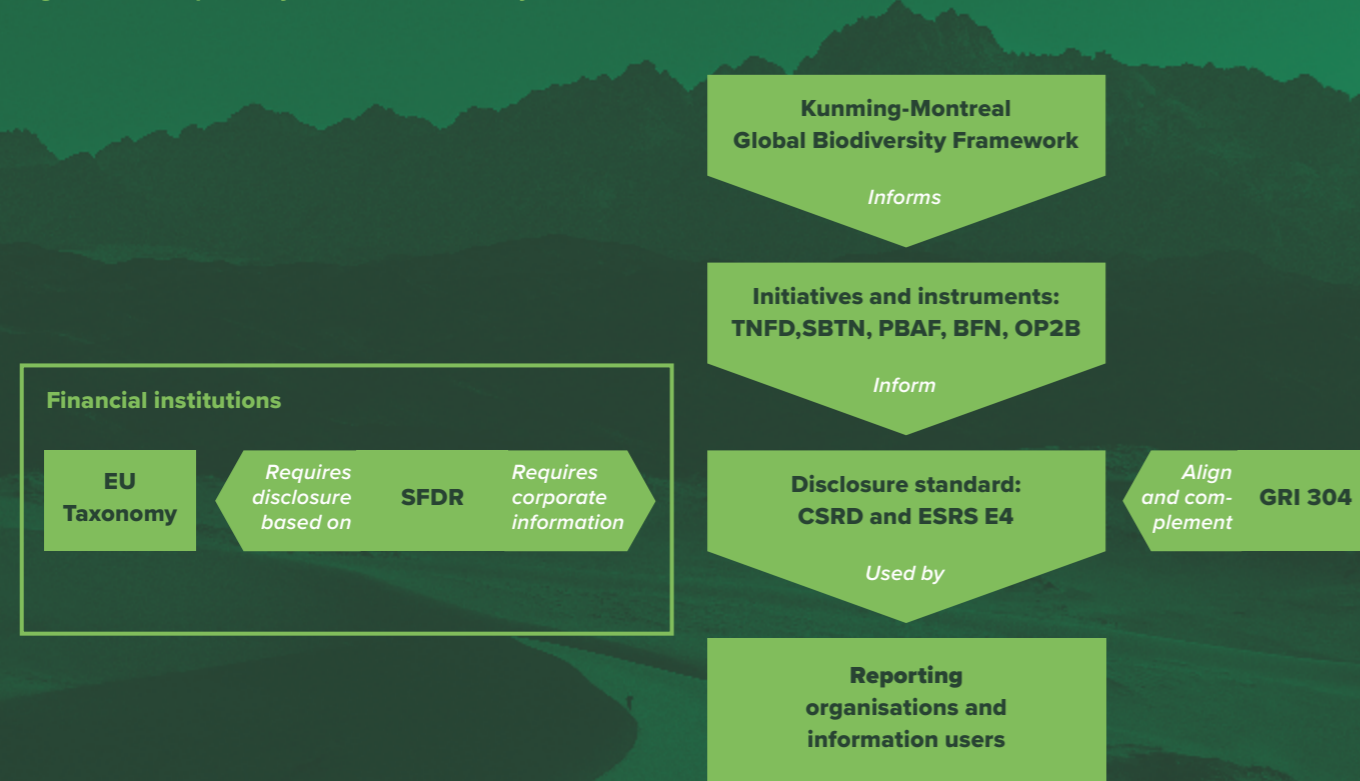 Kunming-Montreal
Global Biodiversity Framework
Informs
Initiatives and instruments:
TNFD,SBTN, PBAF, BFN, OP2B
Inform
Financial institutions
EU
Taxonomy
Requires
disclosure
based on
SFDR
Requires
corporate
information
Disclosure standard:
CSRD and ESRS E4
Used by
Align
and com-
plement
GRI 304
Reporting
organisations and
information users